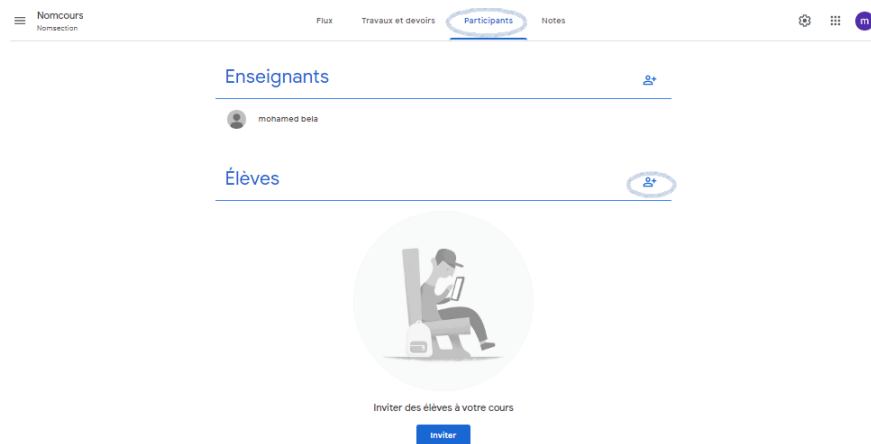 Nomcours
Nomsection
Flux Travaux et devoirs Participants Notes
m
Enseignants
mohamed bela
Élèves
Inviter des élèves à votre cours
Inviter